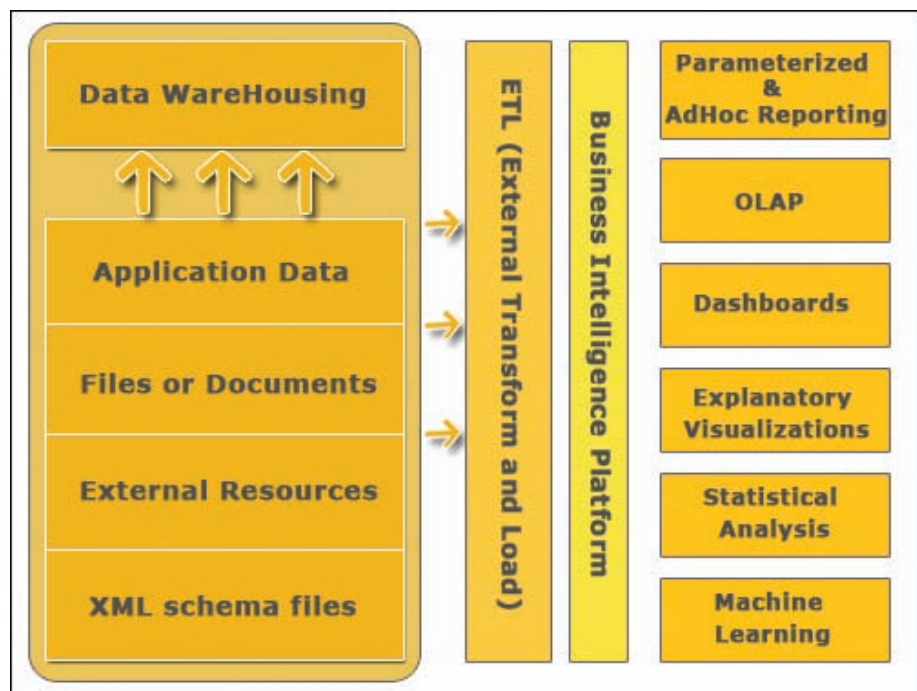 Data WareHousing
Application Data
Files or Documents
External Resources
XML schema files
ETL (External Transform and Load)
Business Intelligence Platform
Parameterized
&
AdHoc Reporting
OLAP
Dashboards
Explanatory
Visualizations
Statistical
Analysis
Machine
Learning